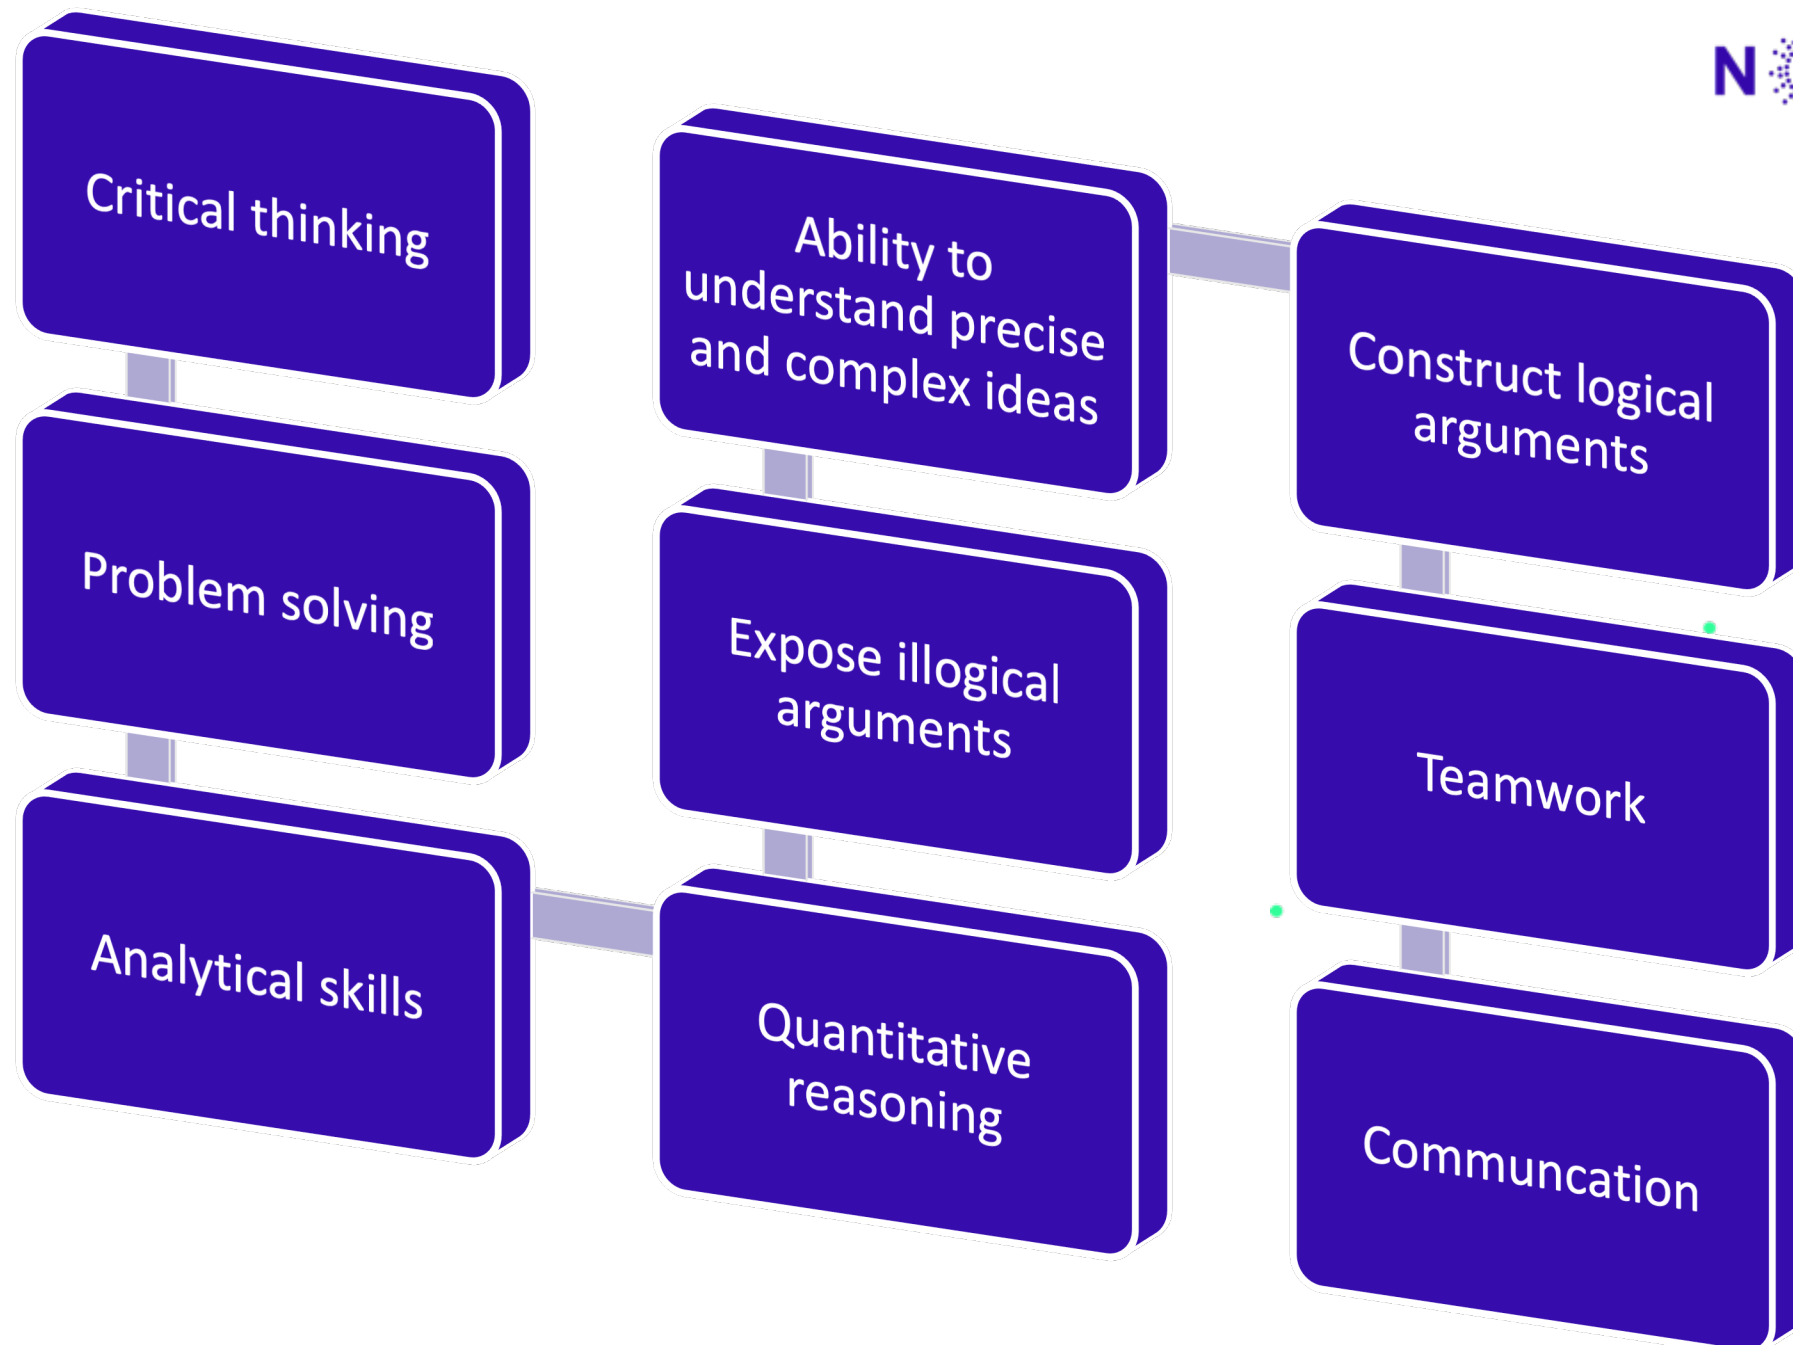 Critical thinking
Problem solving
Analytical skills
Quantitative
reasoning
Expose illogical
arguments
Ability to
understand precise
and complex ideas
Construct logical
arguments
Teamwork
Communcation
N